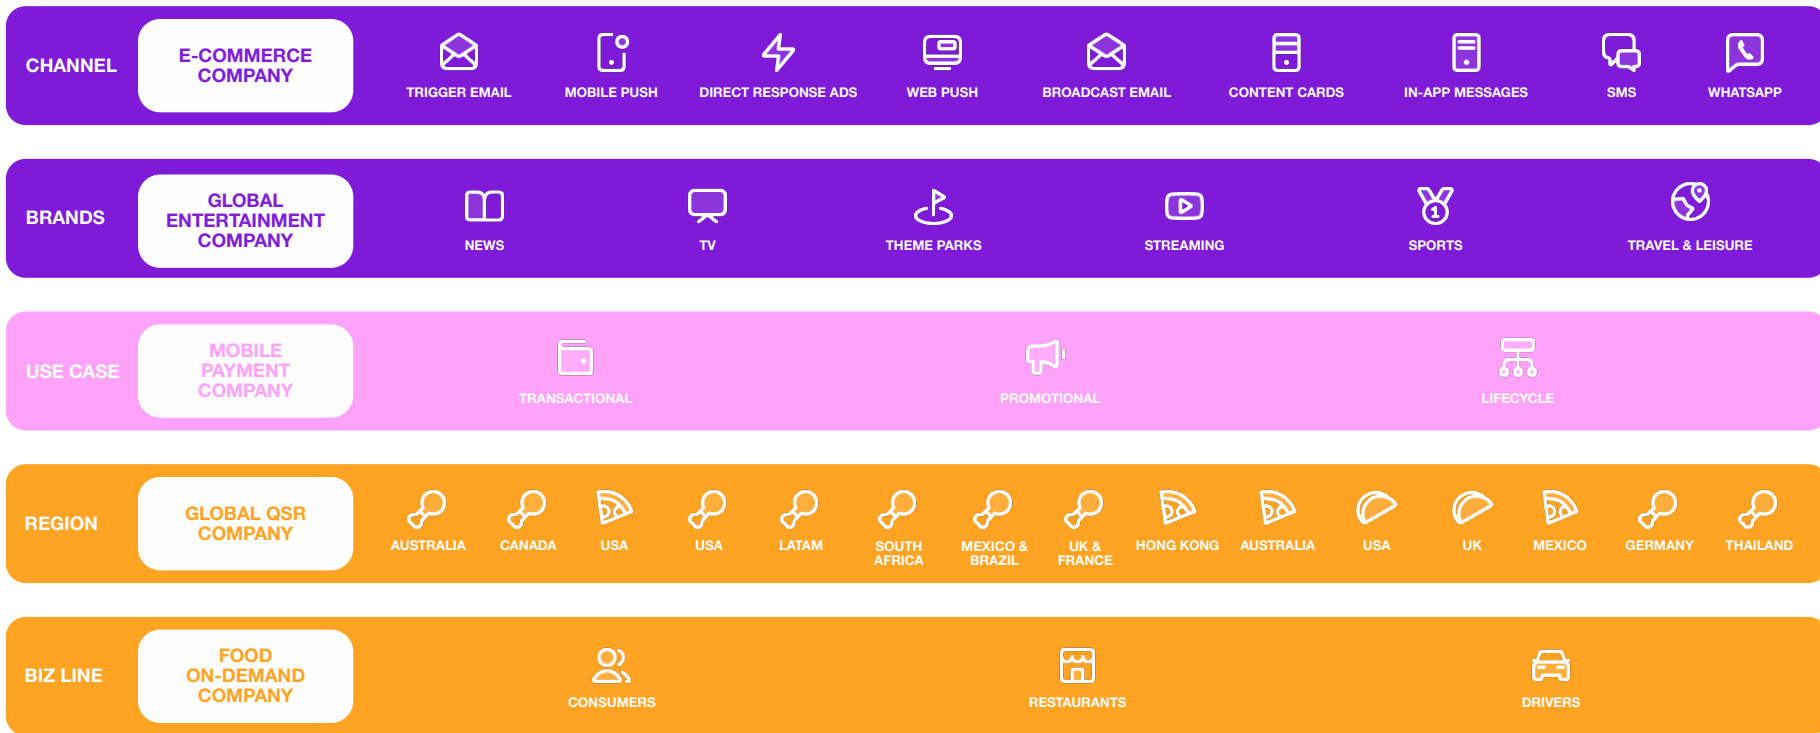 CHANNEL
E-COMMERCE
COMPANY
TRIGGER EMAIL
MOBILE PUSH
DIRECT RESPONSE ADS
WEB PUSH
BROADCAST EMAIL
CONTENT CARDS
IN-APP MESSAGES
SMS
WHATSAPP
BRANDS
GLOBAL
ENTERTAINMENT
COMPANY
NEWS
TV
THEME PARKS
STREAMING
1
SPORTS
TRAVEL & LEISURE
USE CASE
MOBILE
PAYMENT
COMPANY
TRANSACTIONAL
PROMOTIONAL
LIFECYCLE
REGION
GLOBAL QSR
COMPANY
AUSTRALIA
CANADA
USA
USA
LATAM
SOUTH
AFRICA
MEXICO &
BRAZIL
UK &
FRANCE
HONG KONG
AUSTRALIA
USA
UK
MEXICO
GERMANY
THAILAND
BIZ LINE
FOOD
ON-DEMAND
COMPANY
CONSUMERS
RESTAURANTS
DRIVERS